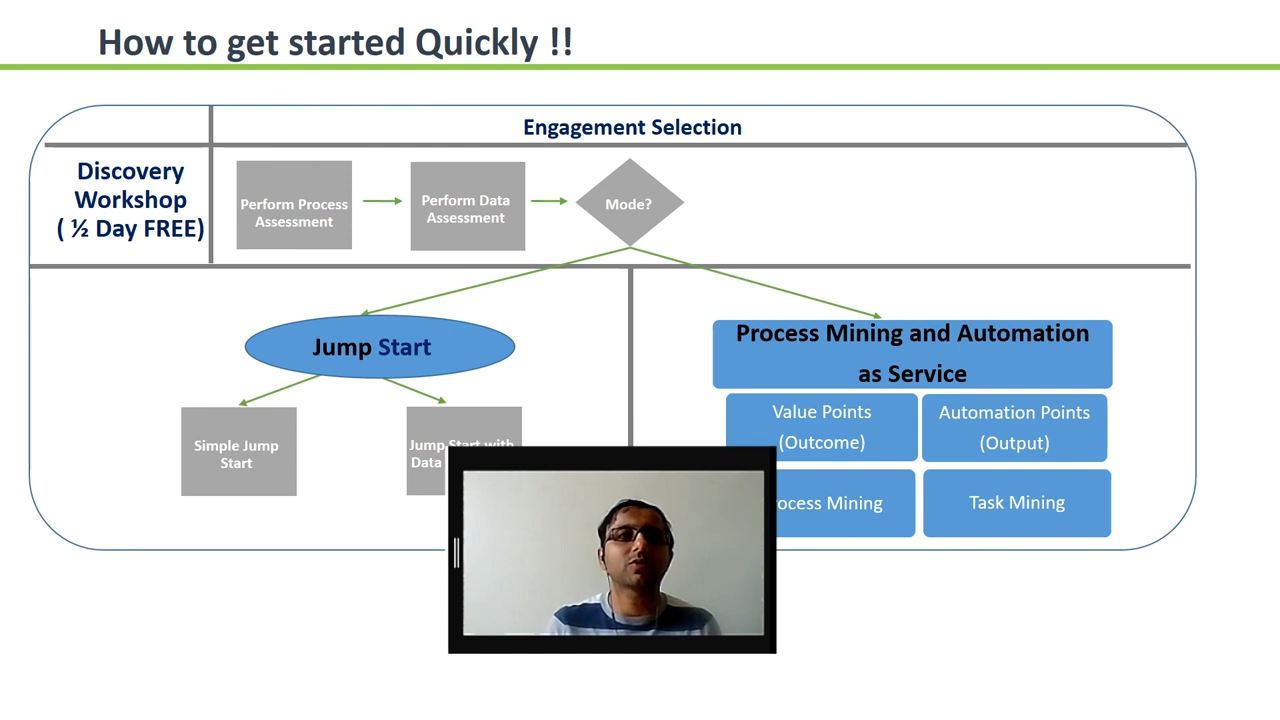 How to get started Quickly !!
Engagement Selection
Discovery
Workshop
( ½ Day FREE)
Perform Process
Assessment
Perform Data
Assessment
Mode?
Jump Start
Simple Jump
Start
Jump Start with
Data
Process Mining and Automation
as Service
Value Points
(Outcome)
Automation Points
(Output)
Mining
Task Mining